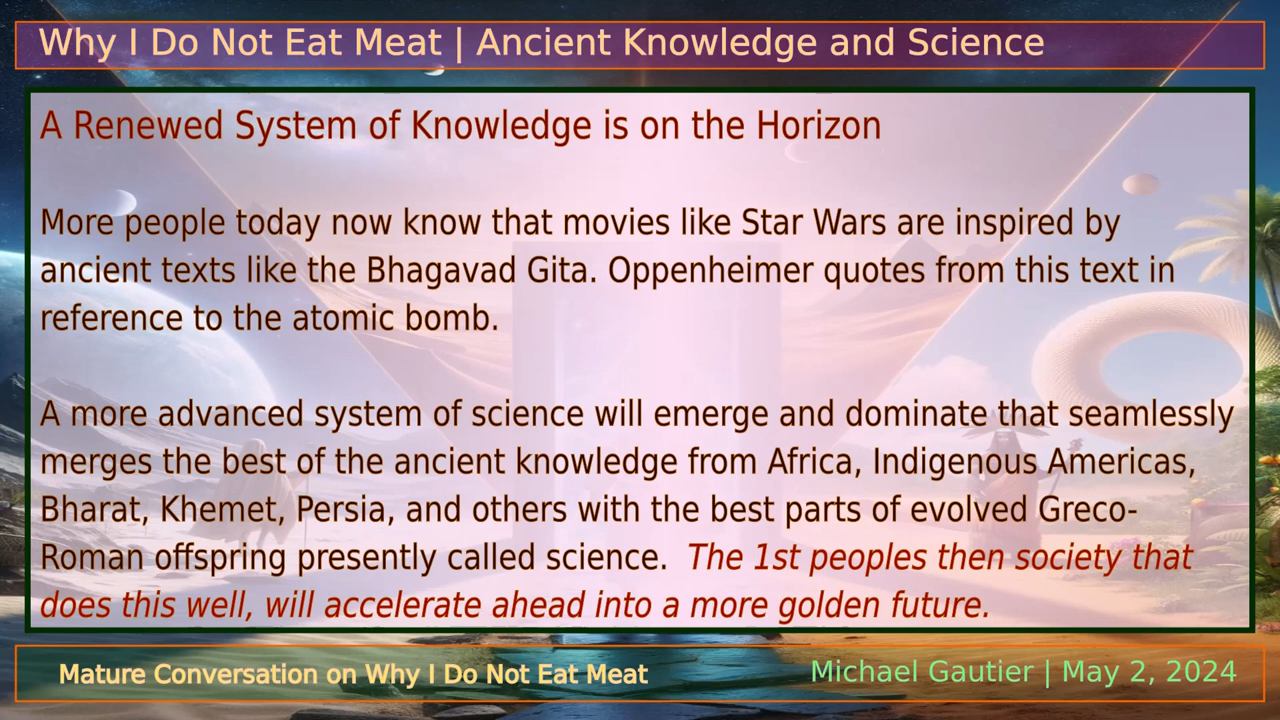 Why I Do Not Eat Meat | Ancient Knowledge and Science
A Renewed System of Knowledge is on the Horizon
More people today now know that movies like Star Wars are inspired by
ancient texts like the Bhagavad Gita. Oppenheimer quotes from this text in
reference to the atomic bomb.
A more advanced system of science will emerge and dominate that seamlessly
merges the best of the ancient knowledge from Africa, Indigenous Americas,
Bharat, Khemet, Persia, and others with the best parts of evolved Greco-
Roman offspring presently called science. The 1st peoples then society that
does this well, will accelerate ahead into a more golden future.
Mature Conversation on Why I Do Not Eat Meat
Michael Gautier | May 2, 2024